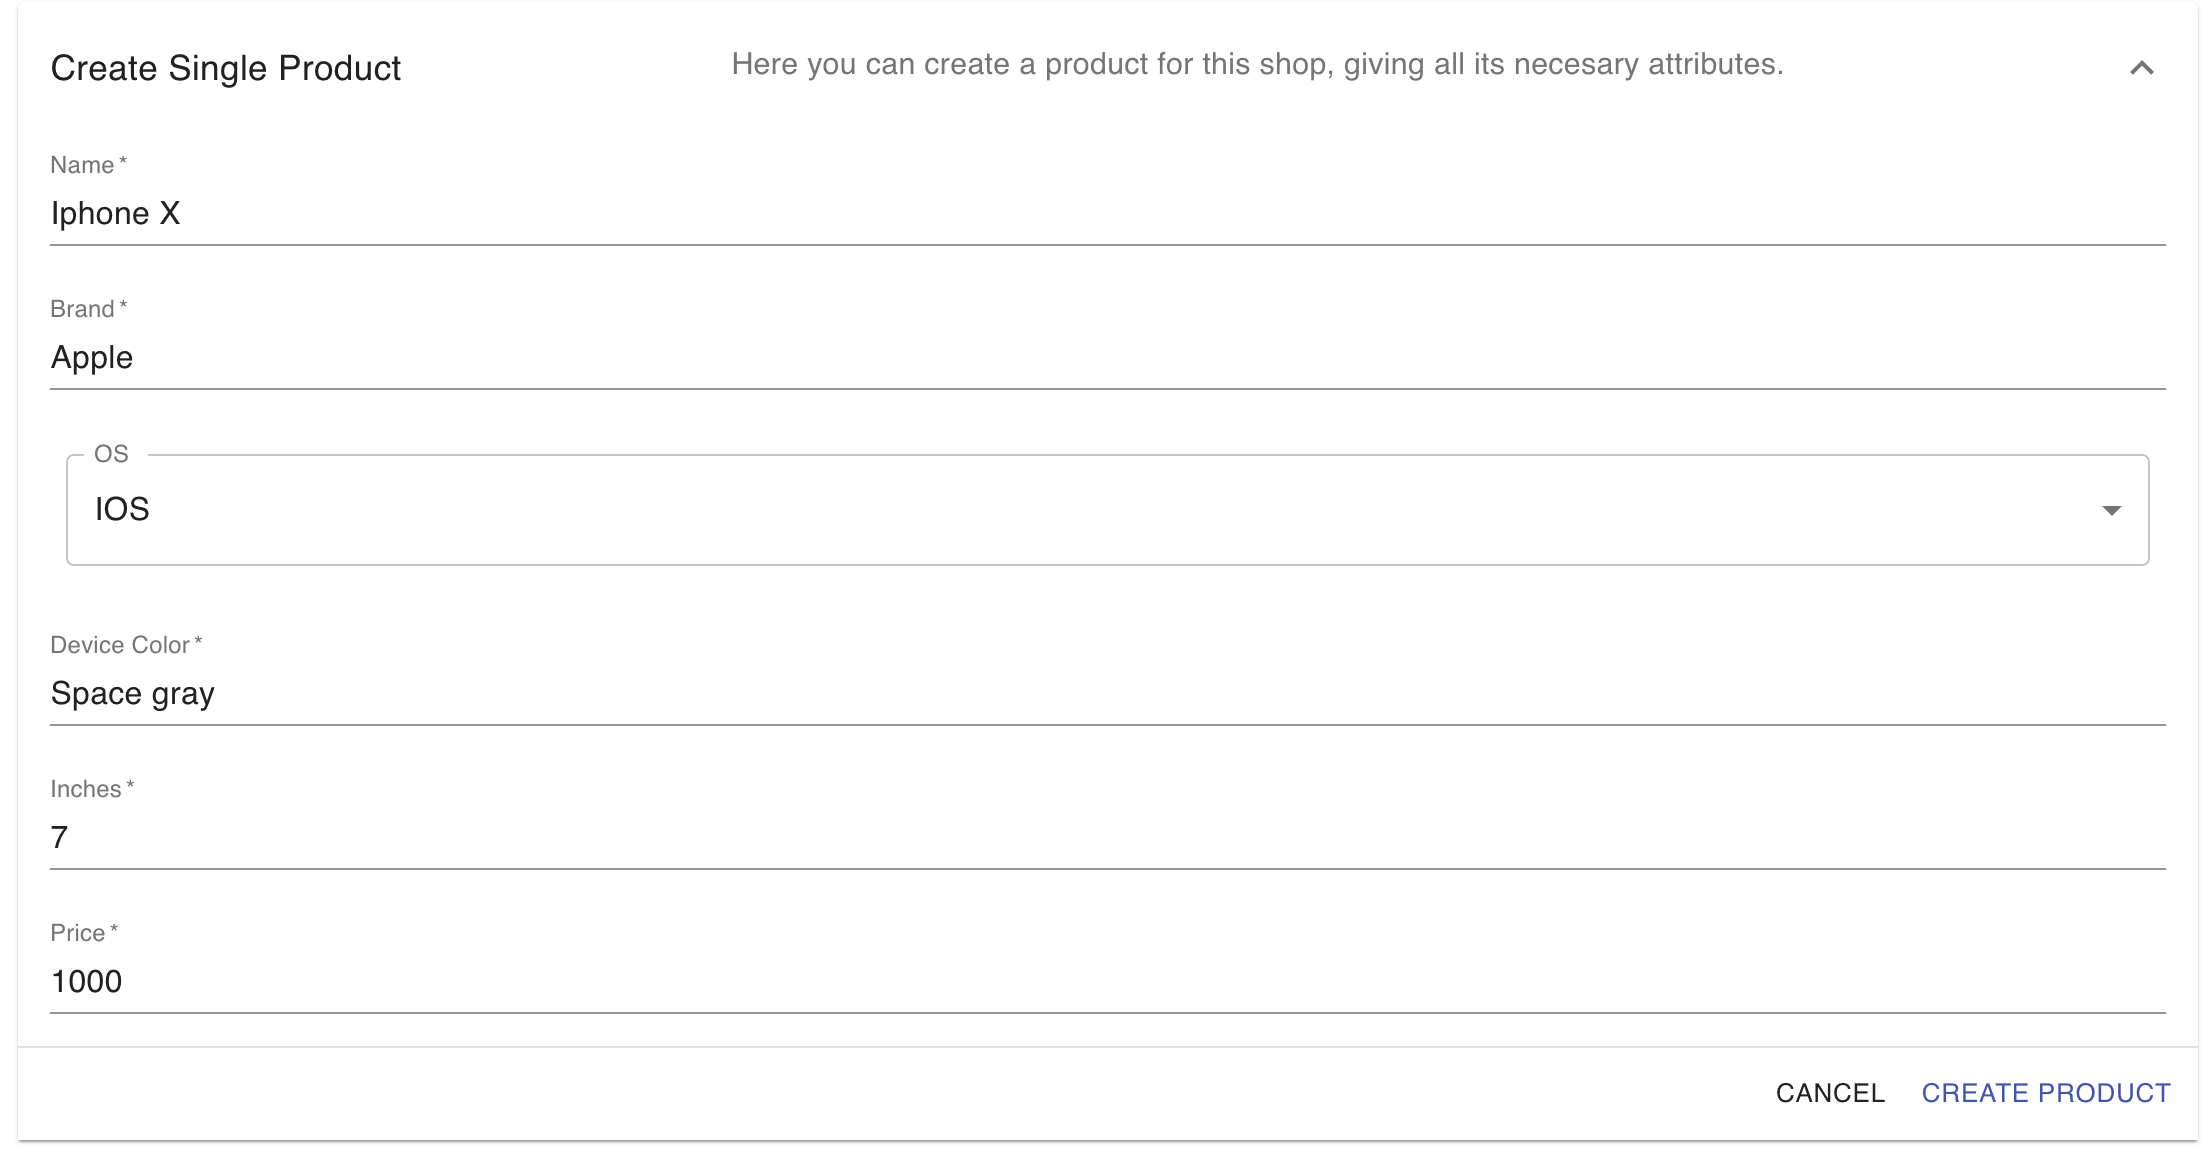 Create Single Product
Here you can create a product for this shop, giving all its necesary attributes.
Name *
Iphone X
Brand *
Apple
OS
IOS
Device Color *
Space gray
Inches *
7
Price *
1000
CANCEL
CREATE PRODUCT